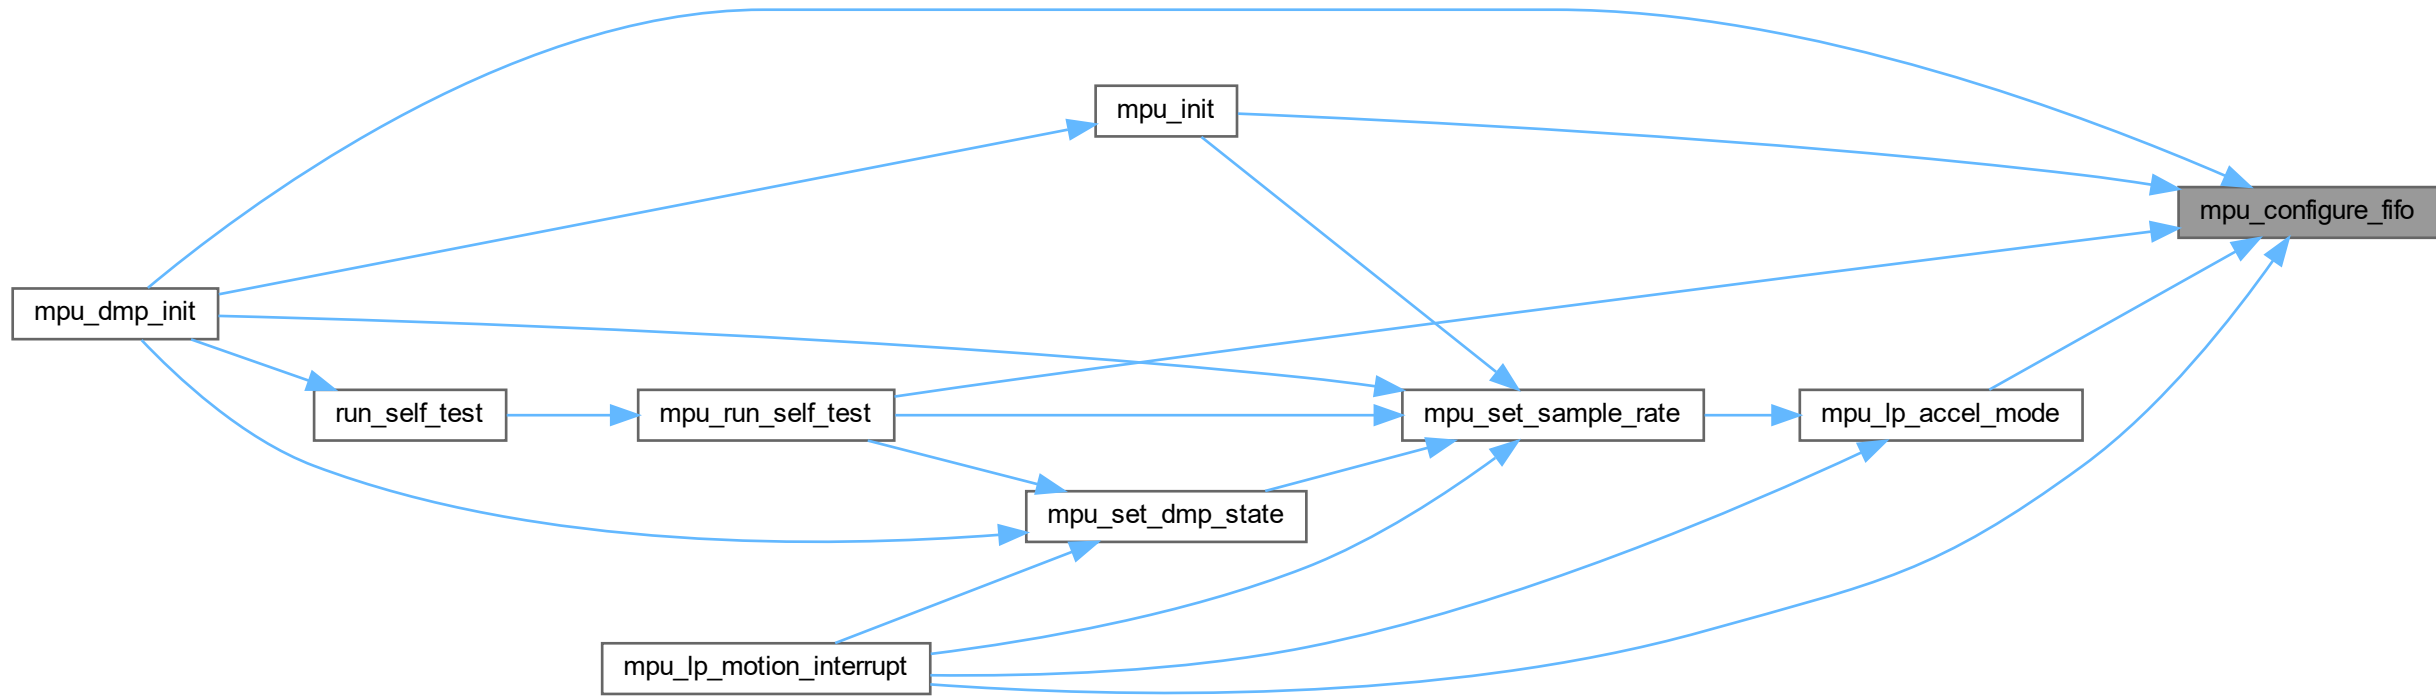 mpu_init
mpu_configure_fifo
mpu_dmp_init
run_self_test
mpu_run_self_test
mpu_set_sample_rate
mpu_lp_accel_mode
mpu_set_dmp_state
mpu_lp_motion_interrupt